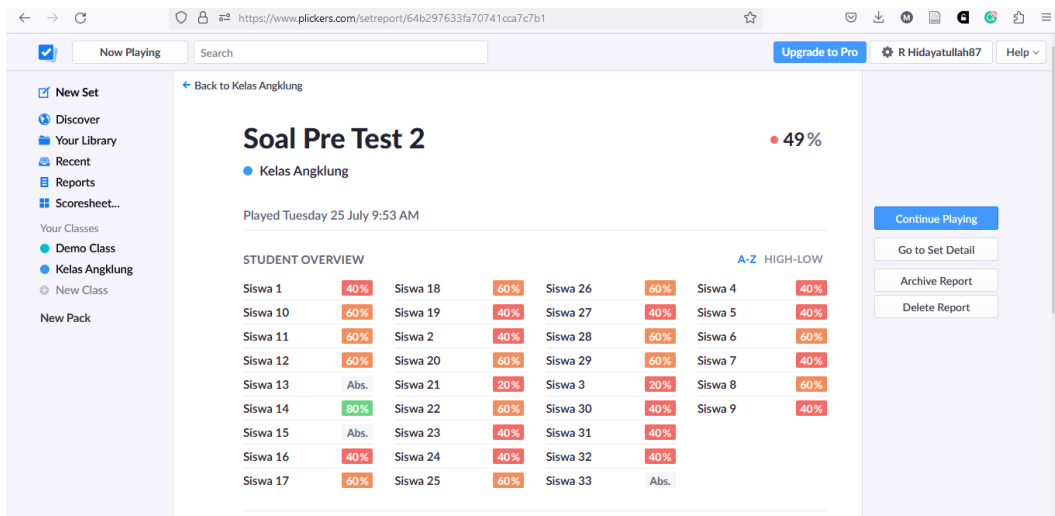 https://www.plickers.com/setreport/64b297633fa70741cca7c7b1
Now Playing Search Upgrade to Pro R Hidayatullah87 Help
New Set
Discover
Your Library
Recent
Reports
Scoresheet...
Your Classes
Demo Class
Kelas Angklung
New Class
New Pack
Back to Kelas Angklung
Soal Pre Test 2 49%
Kelas Angklung
Played Tuesday 25 July 9:53 AM
STUDENT OVERVIEW A-Z HIGH-LOW
Siswa 1 40% Siswa 18 60% Siswa 26 60% Siswa 4 40%
Siswa 10 60% Siswa 19 40% Siswa 27 40% Siswa 5 40%
Siswa 11 60% Siswa 2 40% Siswa 28 60% Siswa 6 60%
Siswa 12 60% Siswa 20 60% Siswa 29 60% Siswa 7 40%
Siswa 13 Abs. Siswa 21 20% Siswa 3 20% Siswa 8 60%
Siswa 14 80% Siswa 22 60% Siswa 30 40% Siswa 9 40%
Siswa 15 Abs. Siswa 23 40% Siswa 31 40%
Siswa 16 40% Siswa 24 40% Siswa 32 40%
Siswa 17 60% Siswa 25 60% Siswa 33 Abs.
Continue Playing
Go to Set Detail
Archive Report
Delete Report